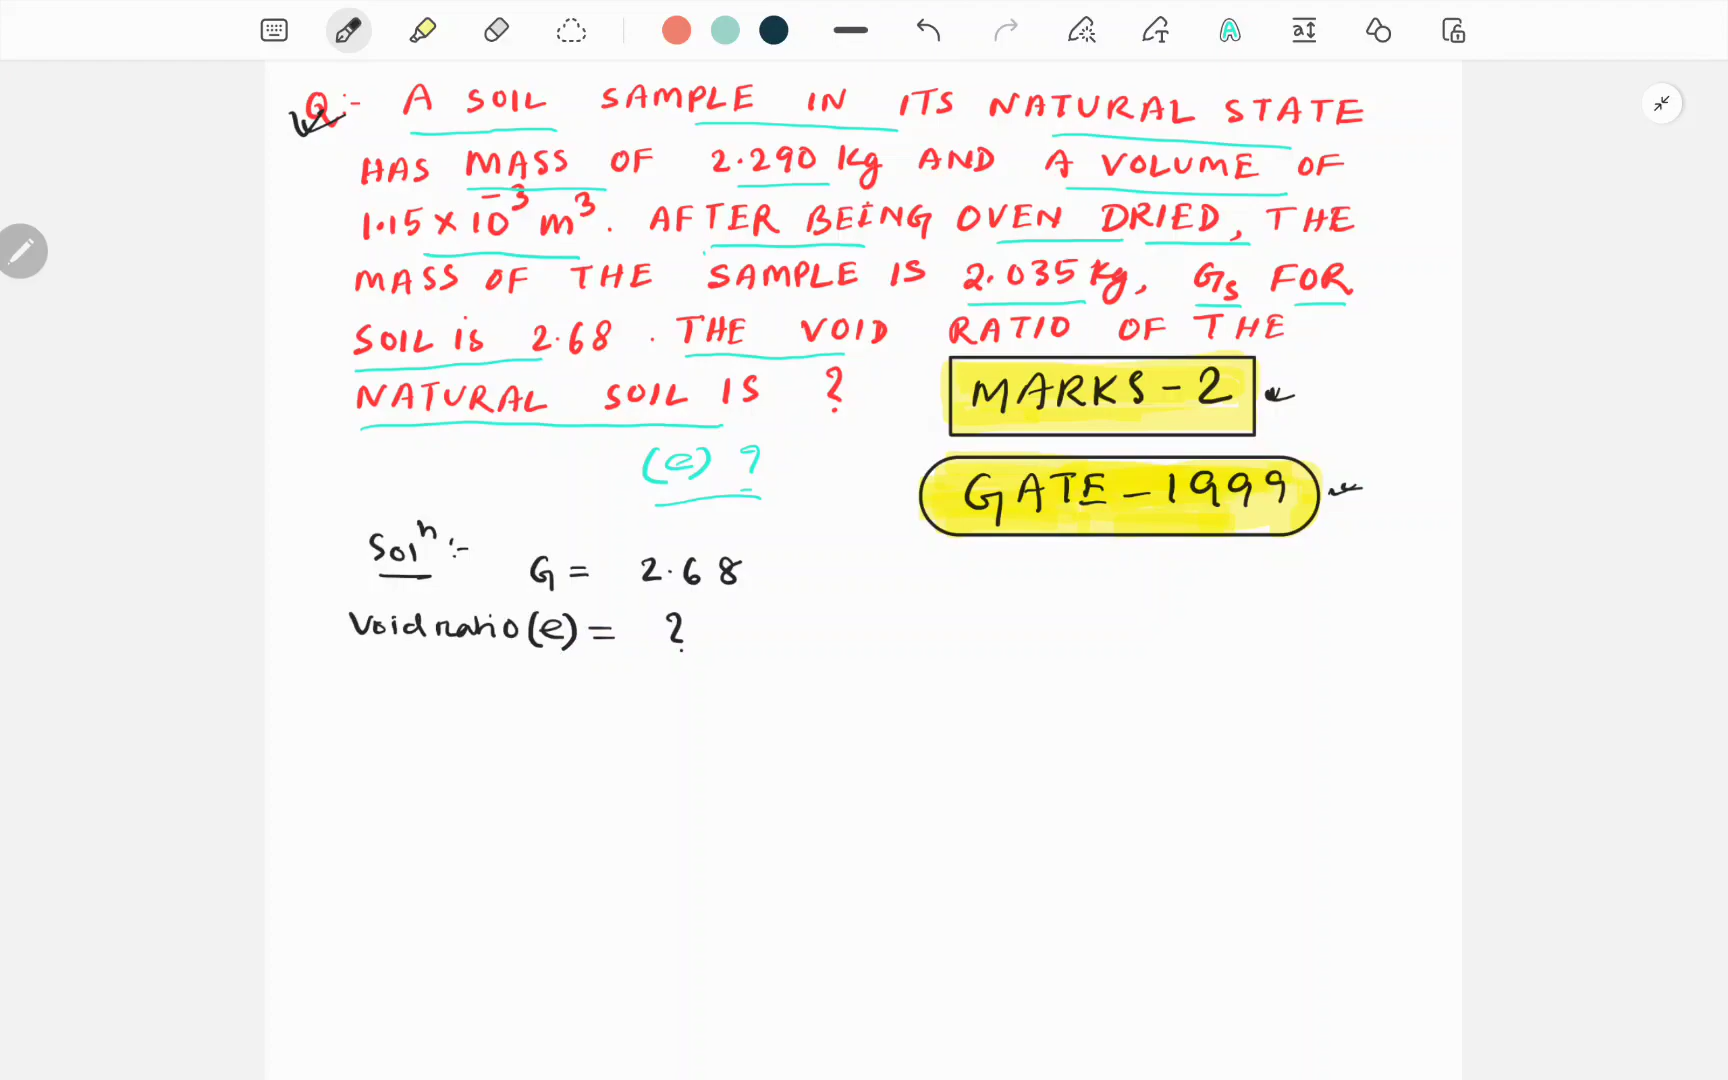 Q:- A SOIL SAMPLE IN ITS NATURAL STATE
HAS MASS OF 2.290 Kg AND A VOLUME OF
1.15 × 10⁻³ m³. AFTER BEING OVEN DRIED, THE
MASS OF THE SAMPLE IS 2.035 kg, Gs FOR
SOIL IS 2.68. THE VOID RATIO OF THE
NATURAL SOIL IS ?
MARKS - 2
(e) ?
GATE - 1999
Solⁿ :-
G = 2.68
Void ratio (e) = ?